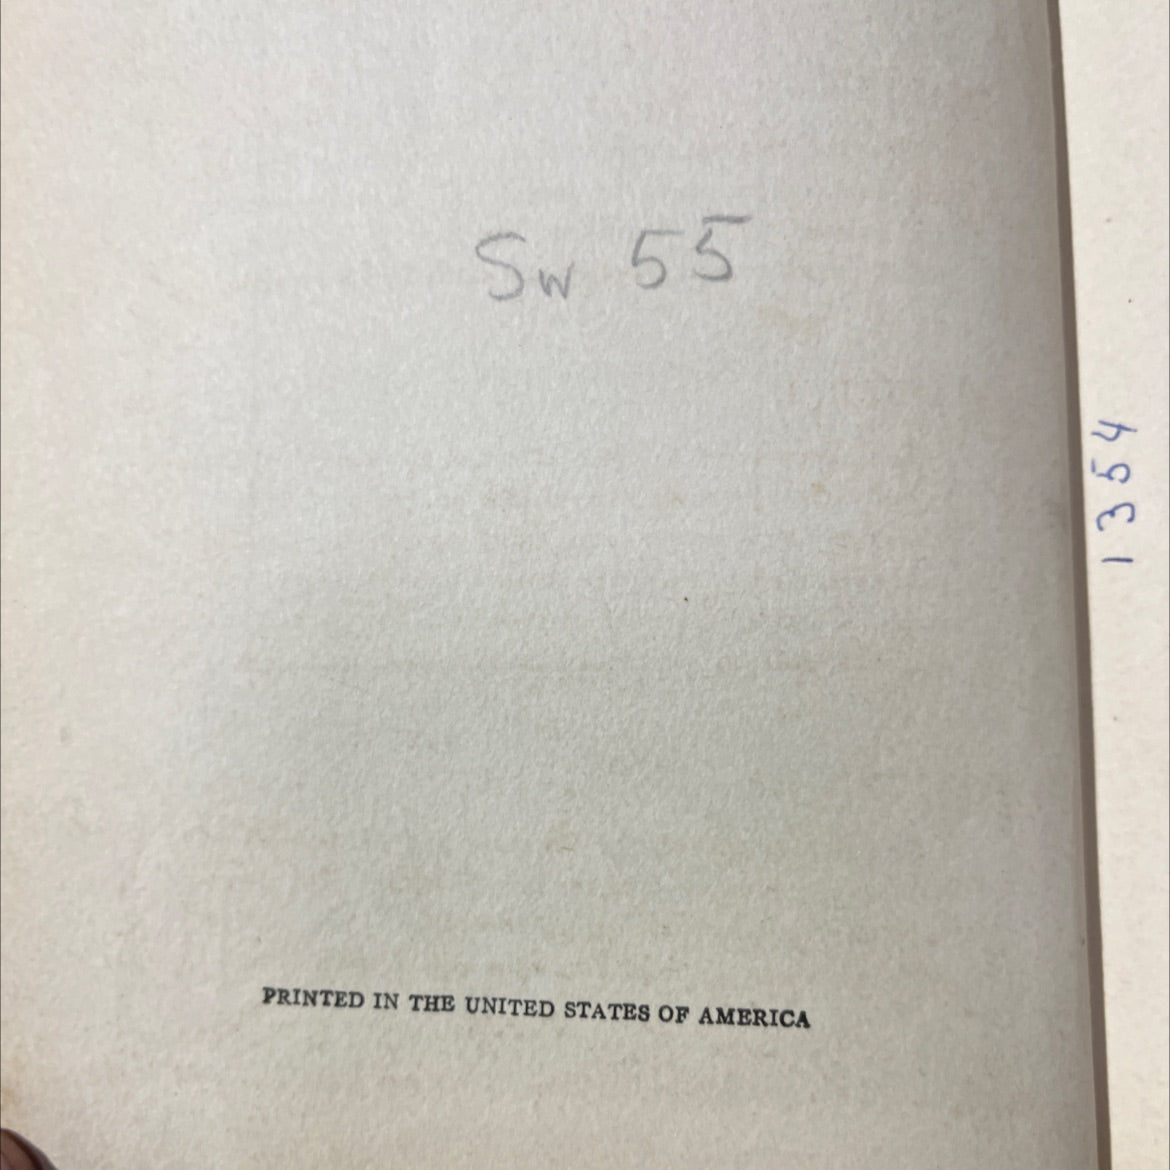 Sw 55
1354
PRINTED IN THE UNITED STATES OF AMERICA